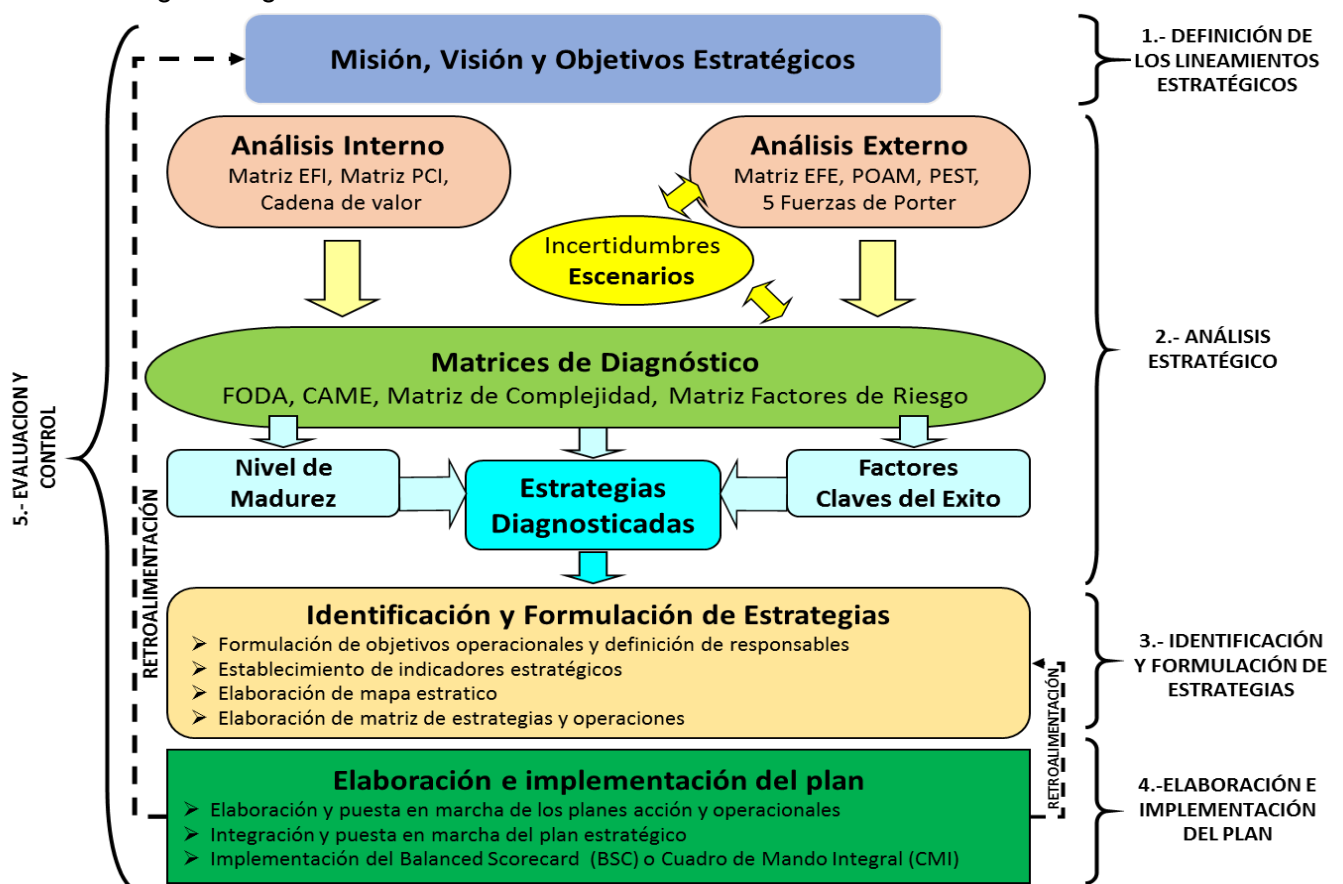 Misión, Visión y Objetivos Estratégicos
1.- DEFINICIÓN DE
LOS LINEAMIENTOS
ESTRATÉGICOS
Análisis Interno
Matriz EFI, Matriz PCI,
Cadena de valor
Análisis Externo
Matriz EFE, POAM, PEST,
5 Fuerzas de Porter
Incertidumbres
Escenarios
Matrices de Diagnóstico
FODA, CAME, Matriz de Complejidad, Matriz Factores de Riesgo
2.- ANÁLISIS
ESTRATÉGICO
Nivel de
Madurez
Estrategias
Diagnosticadas
Factores
Claves del Exito
5.- EVALUACION Y
CONTROL
RETROALIMENTACIÓN
Identificación y Formulación de Estrategias
➢ Formulación de objetivos operacionales y definición de responsables
➢ Establecimiento de indicadores estratégicos
➢ Elaboración de mapa estratico
➢ Elaboración de matriz de estrategias y operaciones
3.- IDENTIFICACIÓN
Y FORMULACIÓN DE
ESTRATEGIAS
RETROALIMENTACIÓN
Elaboración e implementación del plan
➢ Elaboración y puesta en marcha de los planes acción y operacionales
➢ Integración y puesta en marcha del plan estratégico
➢ Implementación del Balanced Scorecard (BSC) o Cuadro de Mando Integral (CMI)
4.-ELABORACIÓN E
IMPLEMENTACIÓN
DEL PLAN